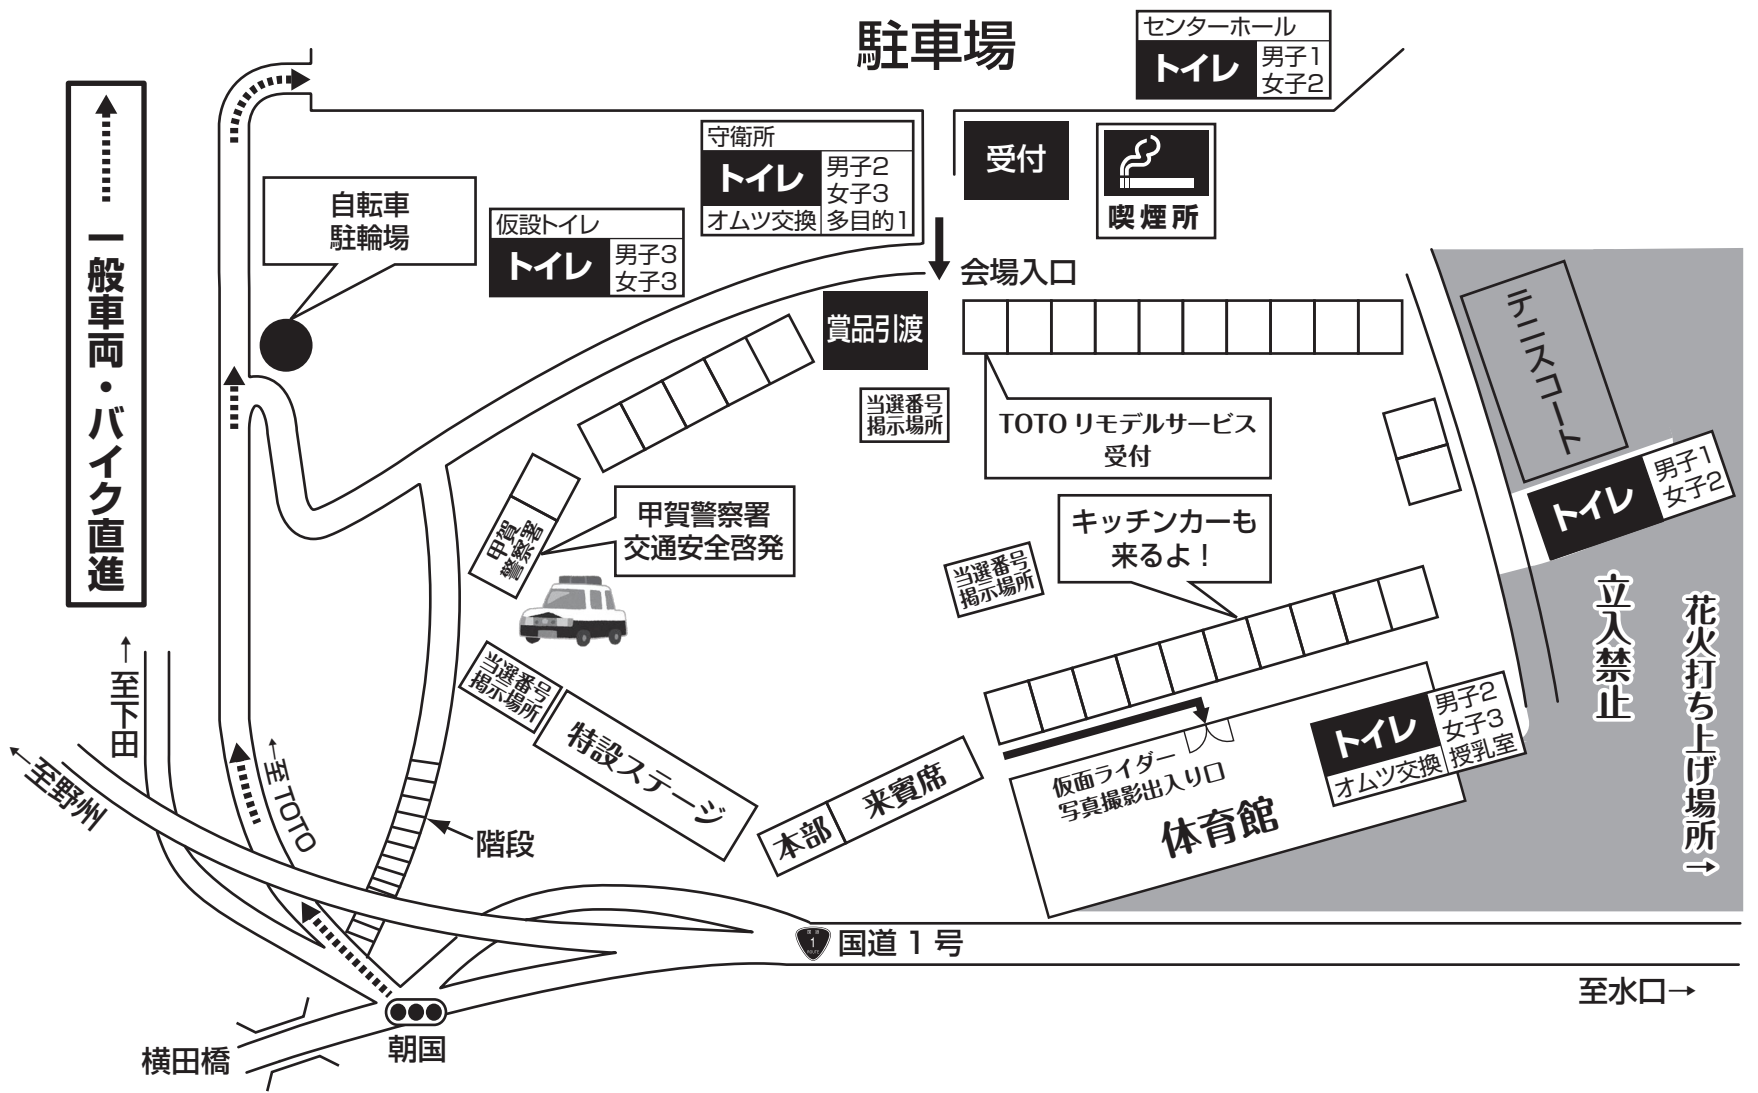 駐車場
センターホール
トイレ
男子1
女子2
守衛所
トイレ
男子2
女子3
オムツ交換
多目的1
受付
喫煙所
自転車
駐輪場
仮設トイレ
トイレ
男子3
女子3
一般車両・バイク直進
会場入口
賞品引渡
当選番号
掲示場所
TOTO リモデルサービス
受付
テニスコート
トイレ
男子1
女子2
甲賀
警察署
甲賀警察署
交通安全啓発
キッチンカーも
来るよ！
当選番号
掲示場所
立入禁止
花火打ち上げ場所→
当選番号
掲示場所
特設ステージ
本部
来賓席
仮面ライダー
写真撮影出入り口
体育館
トイレ
男子2
女子3
オムツ交換
授乳室
←至下田
←至野州
←至 TOTO
階段
1
国道 1 号
至水口→
朝国
横田橋